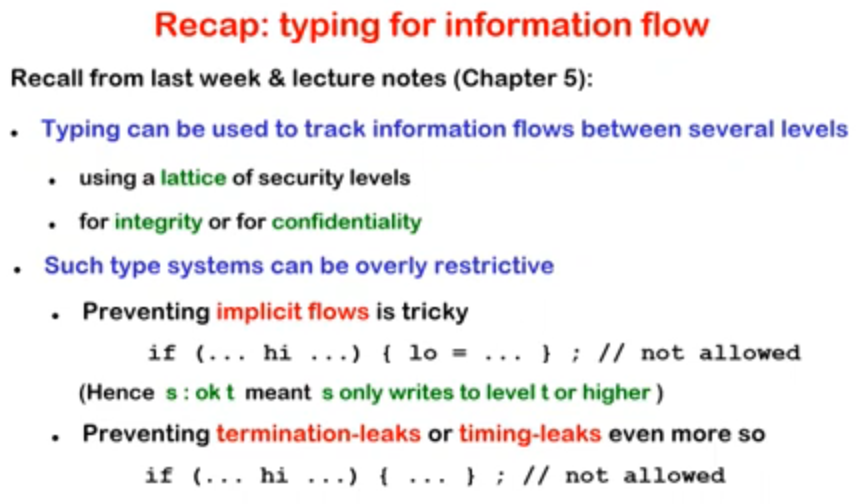 Recap: typing for information flow
Recall from last week & lecture notes (Chapter 5):
• Typing can be used to track information flows between several levels
• using a lattice of security levels
• for integrity or for confidentiality
• Such type systems can be overly restrictive
• Preventing implicit flows is tricky
if (... hi ...) { lo = ... } ; // not allowed
(Hence s : ok t meant s only writes to level t or higher )
• Preventing termination-leaks or timing-leaks even more so
if (... hi ...) { ... } ; // not allowed